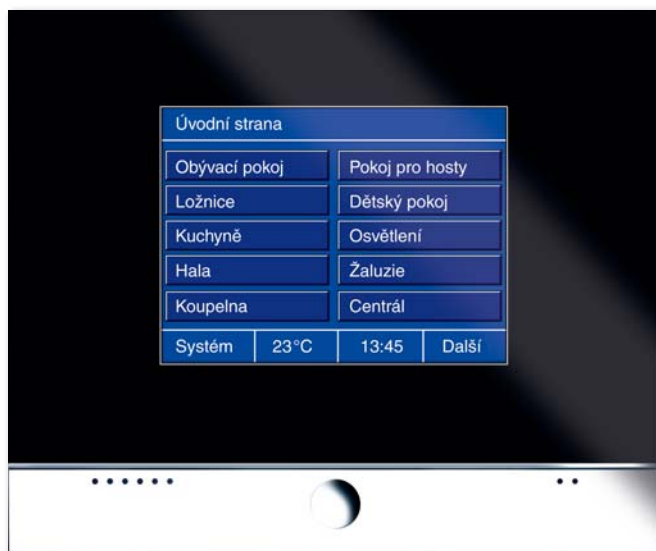 Úvodní strana
Obývací pokoj
Pokoj pro hosty
Ložnice
Dětský pokoj
Kuchyně
Osvětlení
Hala
Žaluzie
Koupelna
Centrál
Systém 23°C 13:45 Další